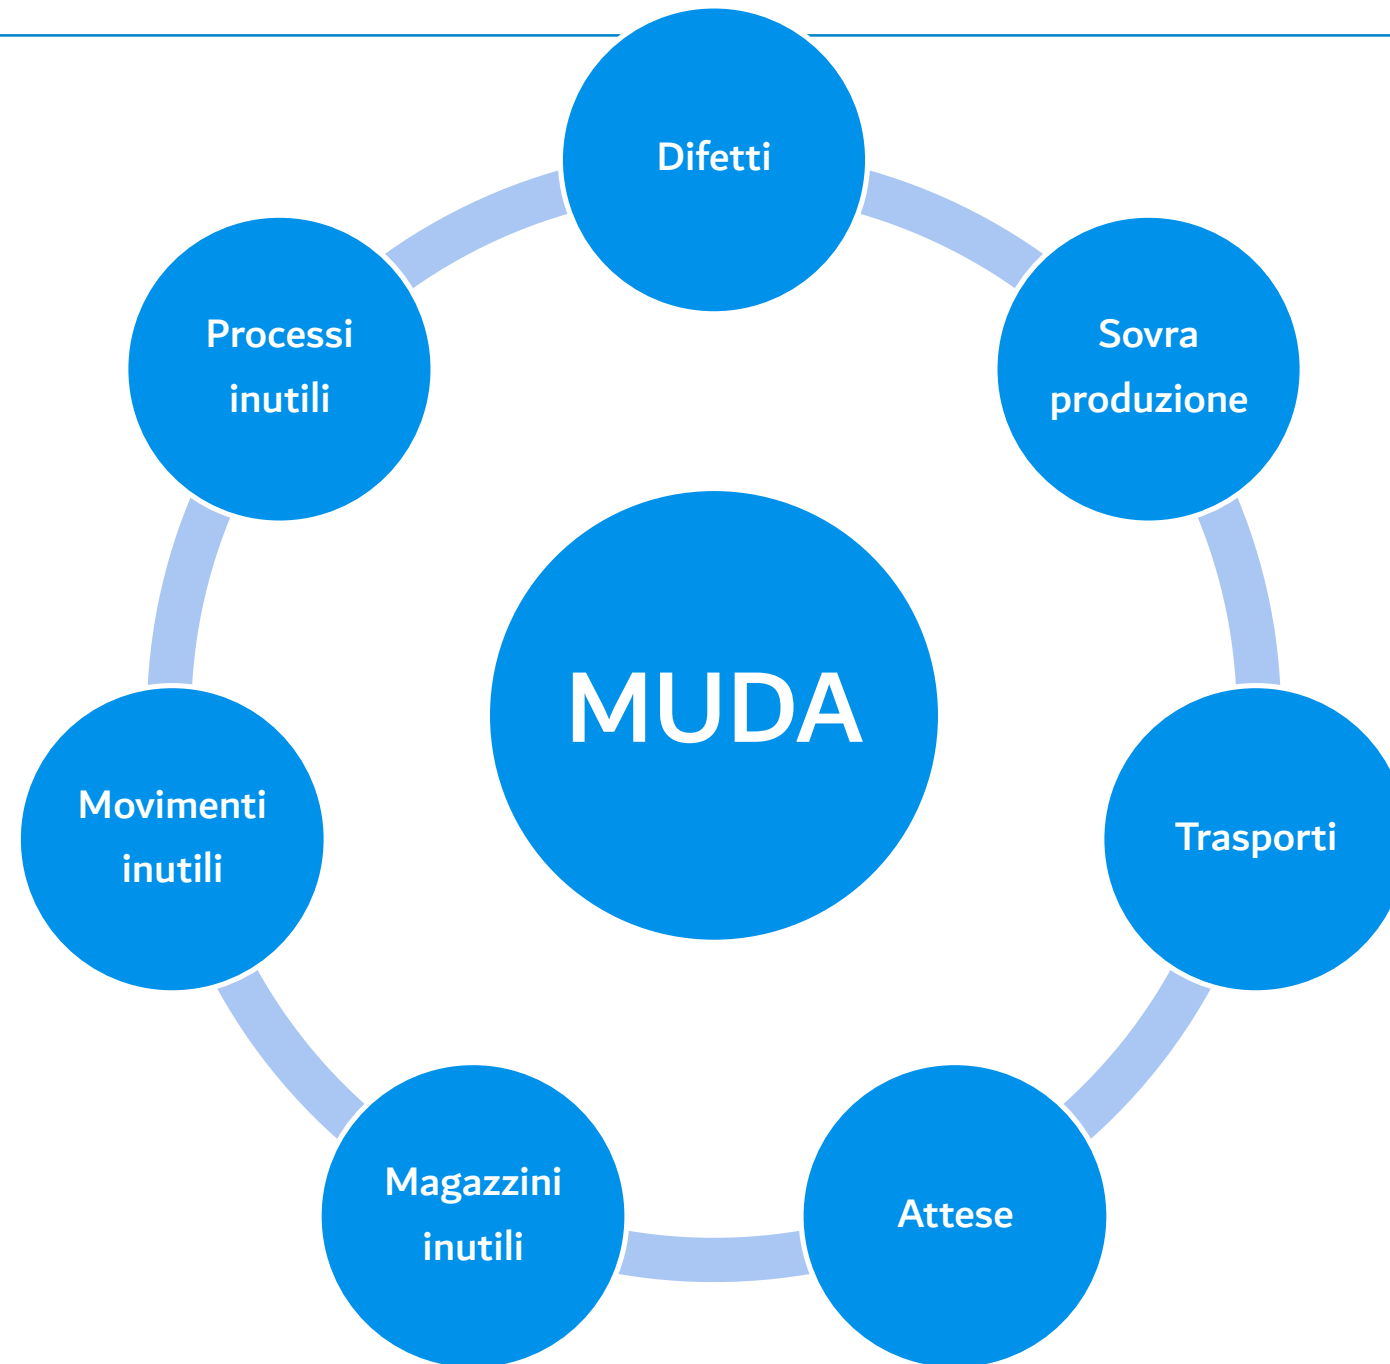 Difetti
Sovra
produzione
Trasporti
Attese
Magazzini
inutili
Movimenti
inutili
Processi
inutili
MUDA